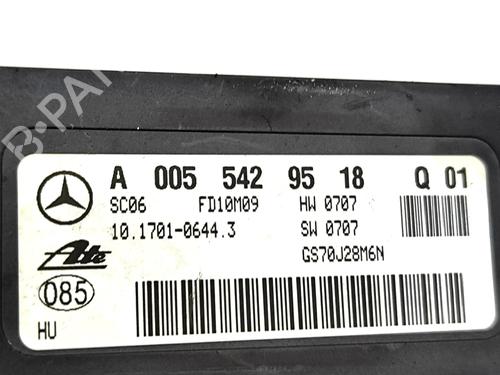 B-PARTS
A 005 542 95 18 Q 01
SC06 FD10M09 HW 0707
10.1701-0644.3 SW 0707
Ate GS70J28M6N
085
HU